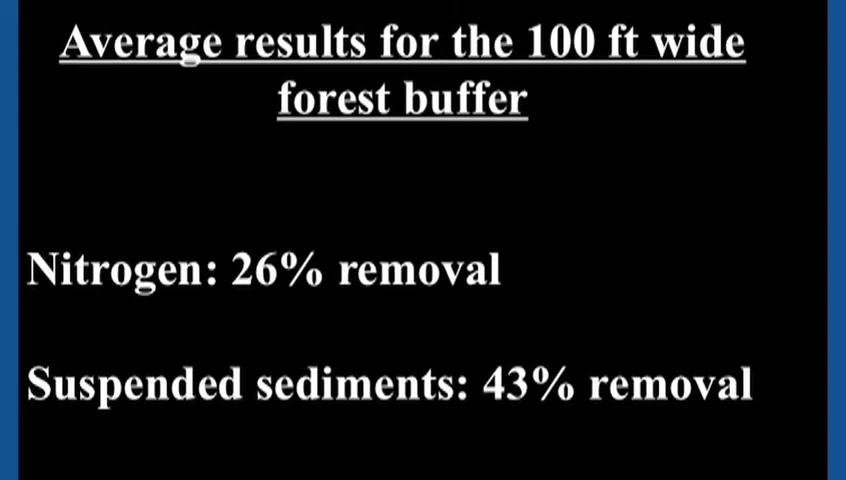 Average results for the 100 ft wide
forest buffer
Nitrogen: 26% removal
Suspended sediments: 43% removal